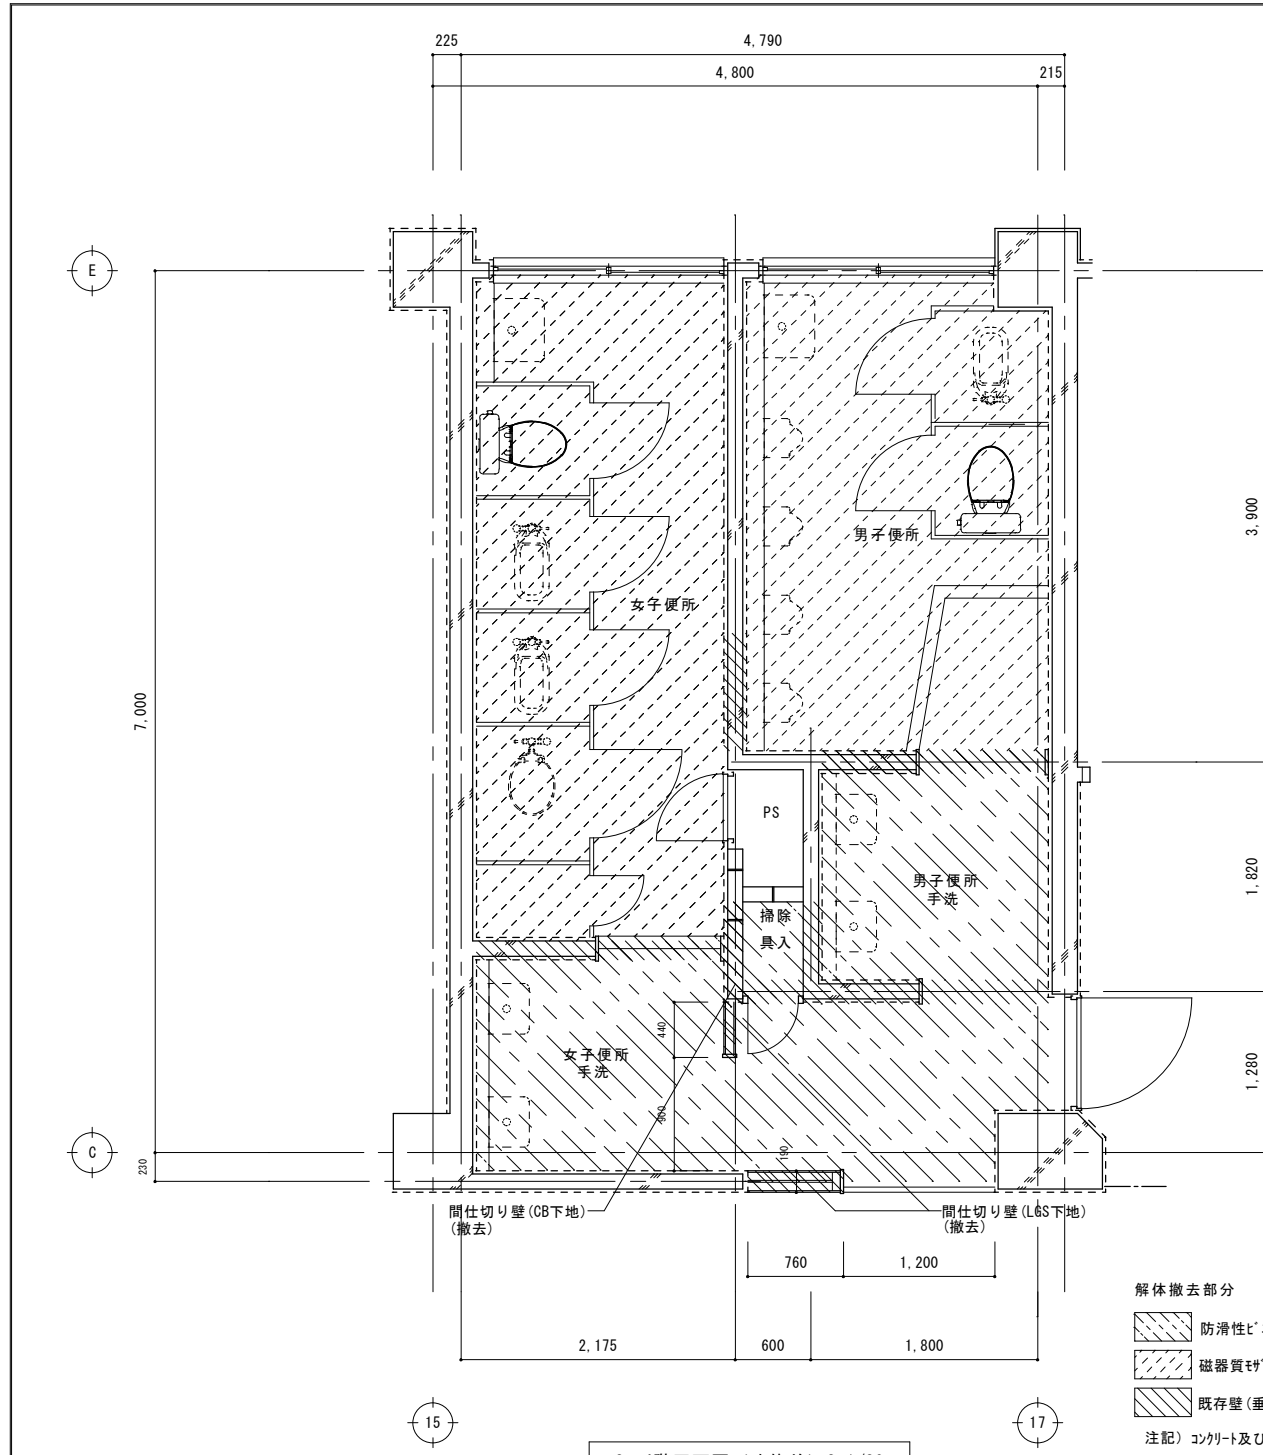 225
4,790
4,800
215
E
7,000
3,900
男子便所
女子便所
PS
1,820
男子便所
手洗
掃除
具入
440
女子便所
手洗
1,280
900
C
190
230
間仕切り壁(CB下地)
(撤去)
間仕切り壁(LGS下地)
(撤去)
760
1,200
解体撤去部分
防滑性ビ
2,175
600
1,800
磁器質モザ
既存壁(垂
15
17
注記) コンクリート及び